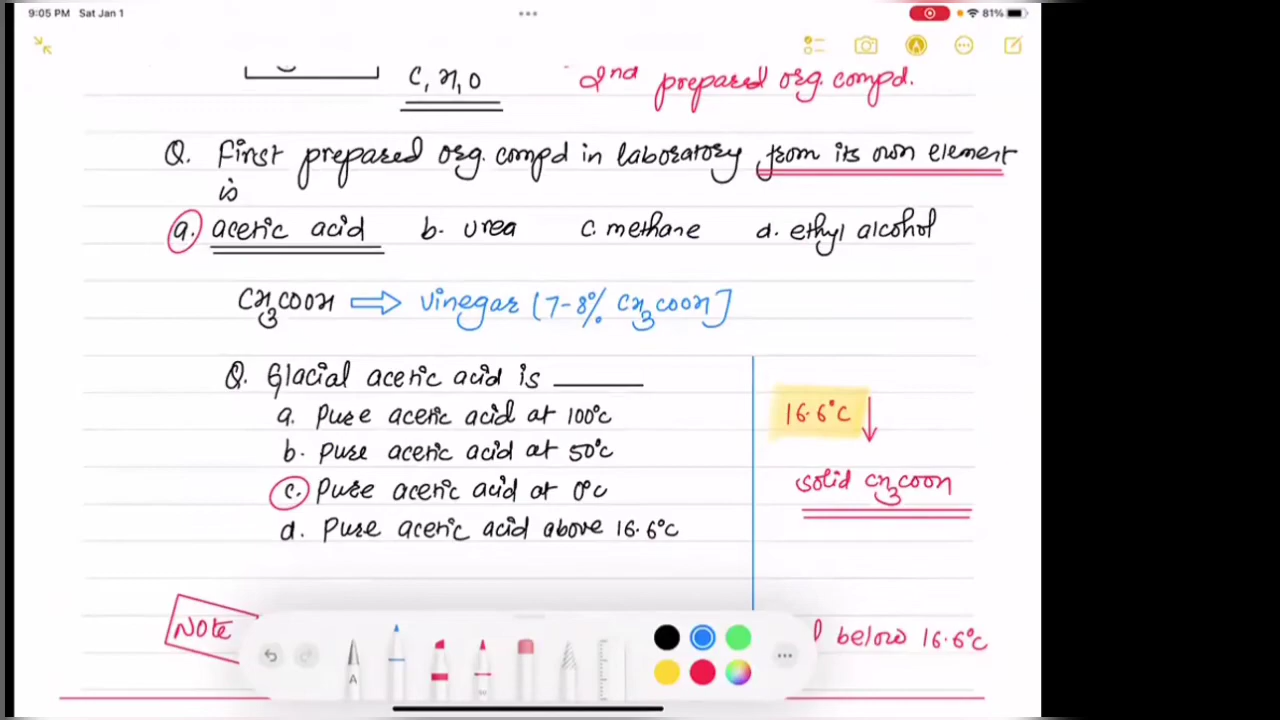 9:05 PM Sat Jan 1
81%
C, H, O
2nd prepared org. compd.
Q. First prepared org. compd in laboratory from its own element
is
a. acetic acid b. urea c. methane d. ethyl alcohol
CH3COOH ⇒ vinegar [7-8% CH3COOH]
Q. Glacial acetic acid is ______
a. Pure acetic acid at 100°C
b. Pure acetic acid at 50°C
c. Pure acetic acid at 0°C
d. Pure acetic acid above 16.6°C
16.6°C ↓
solid CH3COOH
Note
below 16.6°C
A
50